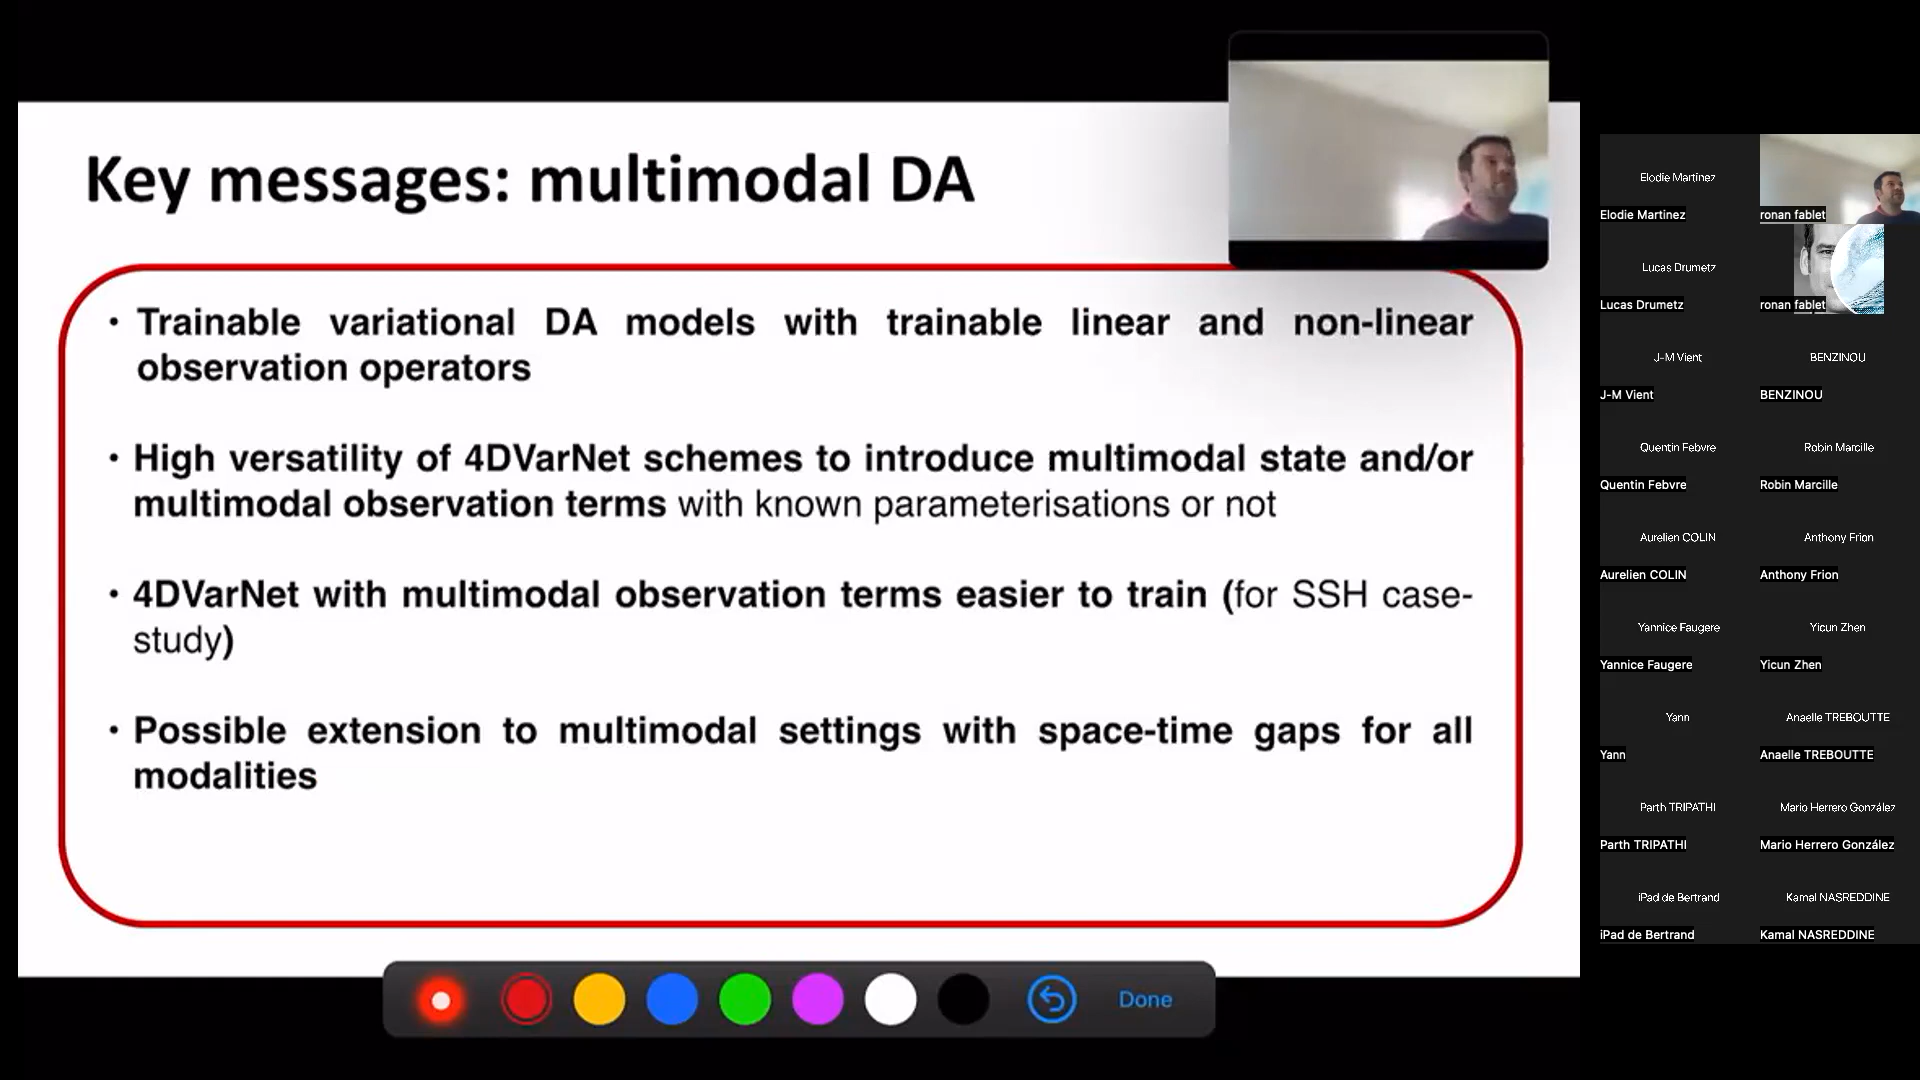 Key messages: multimodal DA
• Trainable variational DA models with trainable linear and non-linear
observation operators
• High versatility of 4DVarNet schemes to introduce multimodal state and/or
multimodal observation terms with known parameterisations or not
• 4DVarNet with multimodal observation terms easier to train (for SSH case-
study)
• Possible extension to multimodal settings with space-time gaps for all
modalities
Done
Elodie Martinez
Elodie Martinez
ronan fablet
Lucas Drumetz
Lucas Drumetz
ronan fablet
J-M Vient
BENZINOU
J-M Vient
BENZINOU
Quentin Febvre
Robin Marcille
Quentin Febvre
Robin Marcille
Aurelien COLIN
Anthony Frion
Aurelien COLIN
Anthony Frion
Yannice Faugere
Yicun Zhen
Yannice Faugere
Yicun Zhen
Yann
Anaelle TREBOUTTE
Yann
Anaelle TREBOUTTE
Parth TRIPATHI
Mario Herrero González
Parth TRIPATHI
Mario Herrero González
iPad de Bertrand
Kamal NASREDDINE
iPad de Bertrand
Kamal NASREDDINE